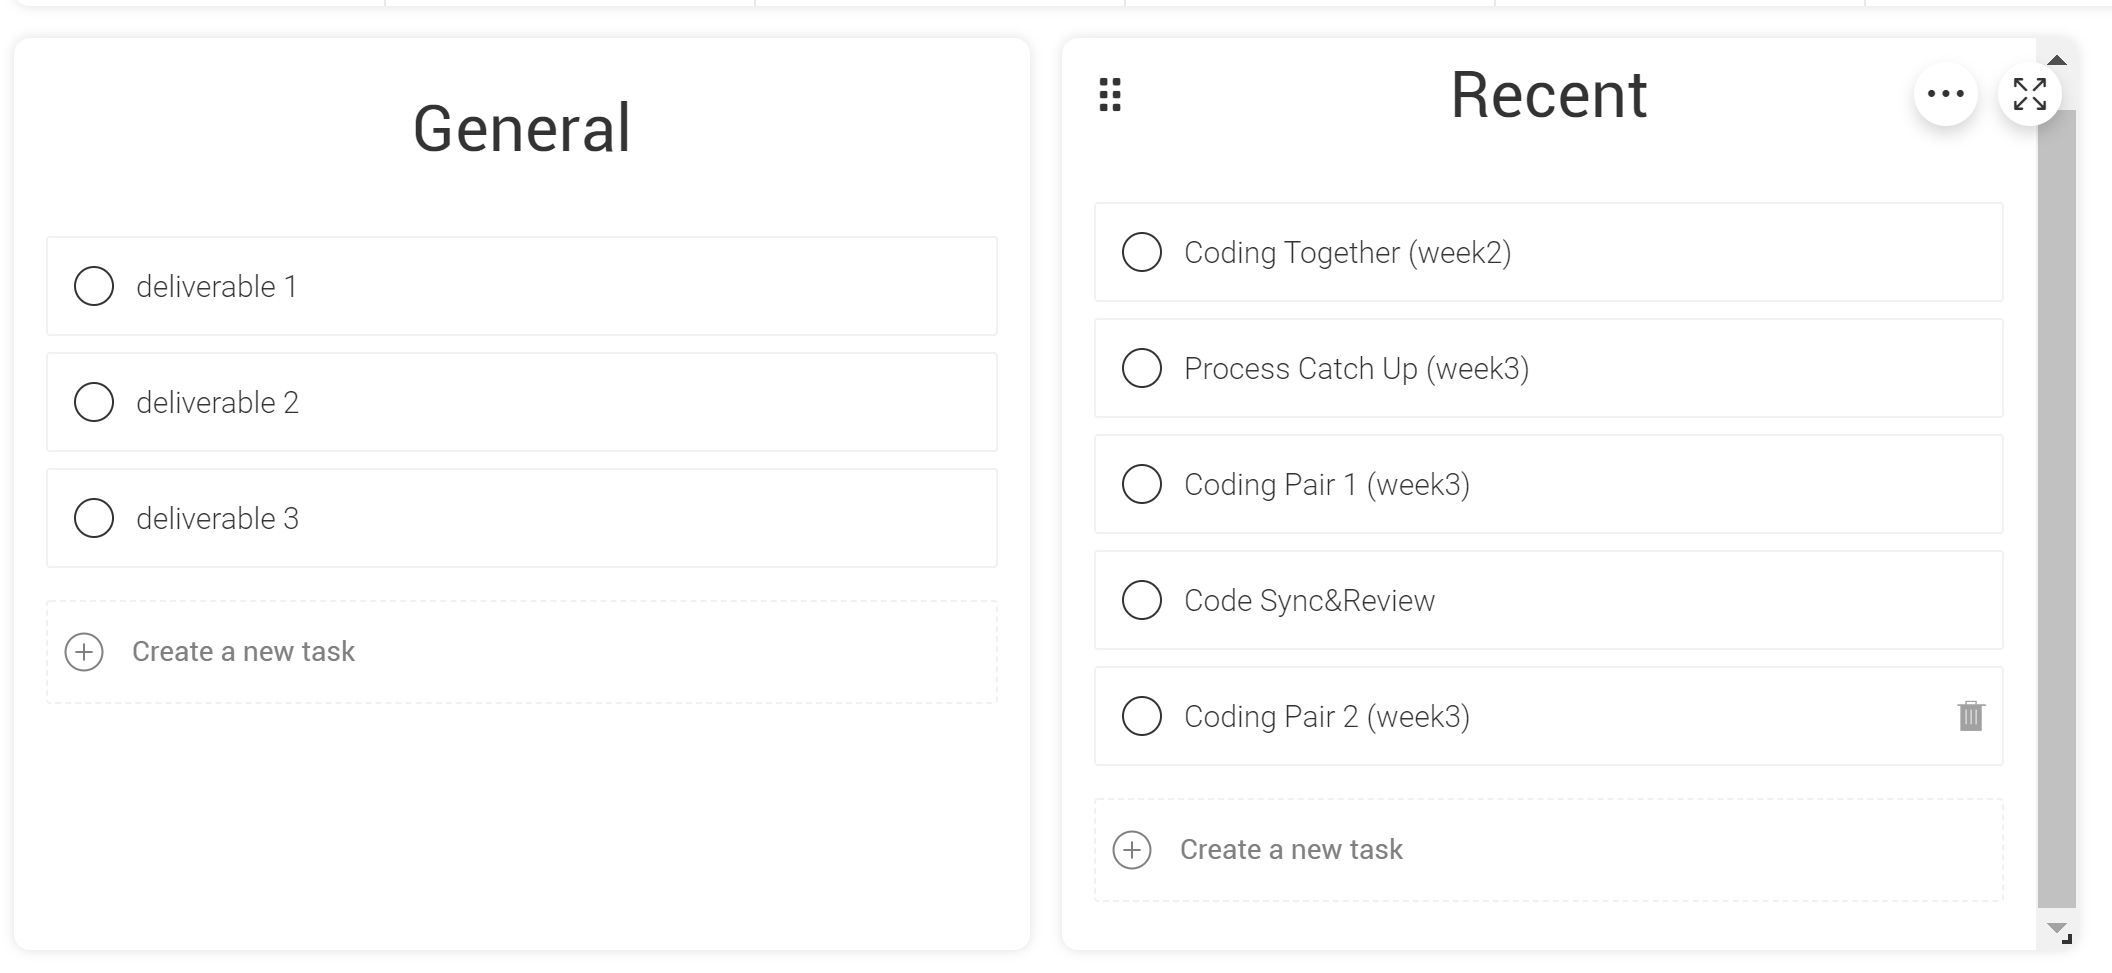 General
deliverable 1
deliverable 2
deliverable 3
Create a new task
Recent
Coding Together (week2)
Process Catch Up (week3)
Coding Pair 1 (week3)
Code Sync&Review
Coding Pair 2 (week3)
Create a new task